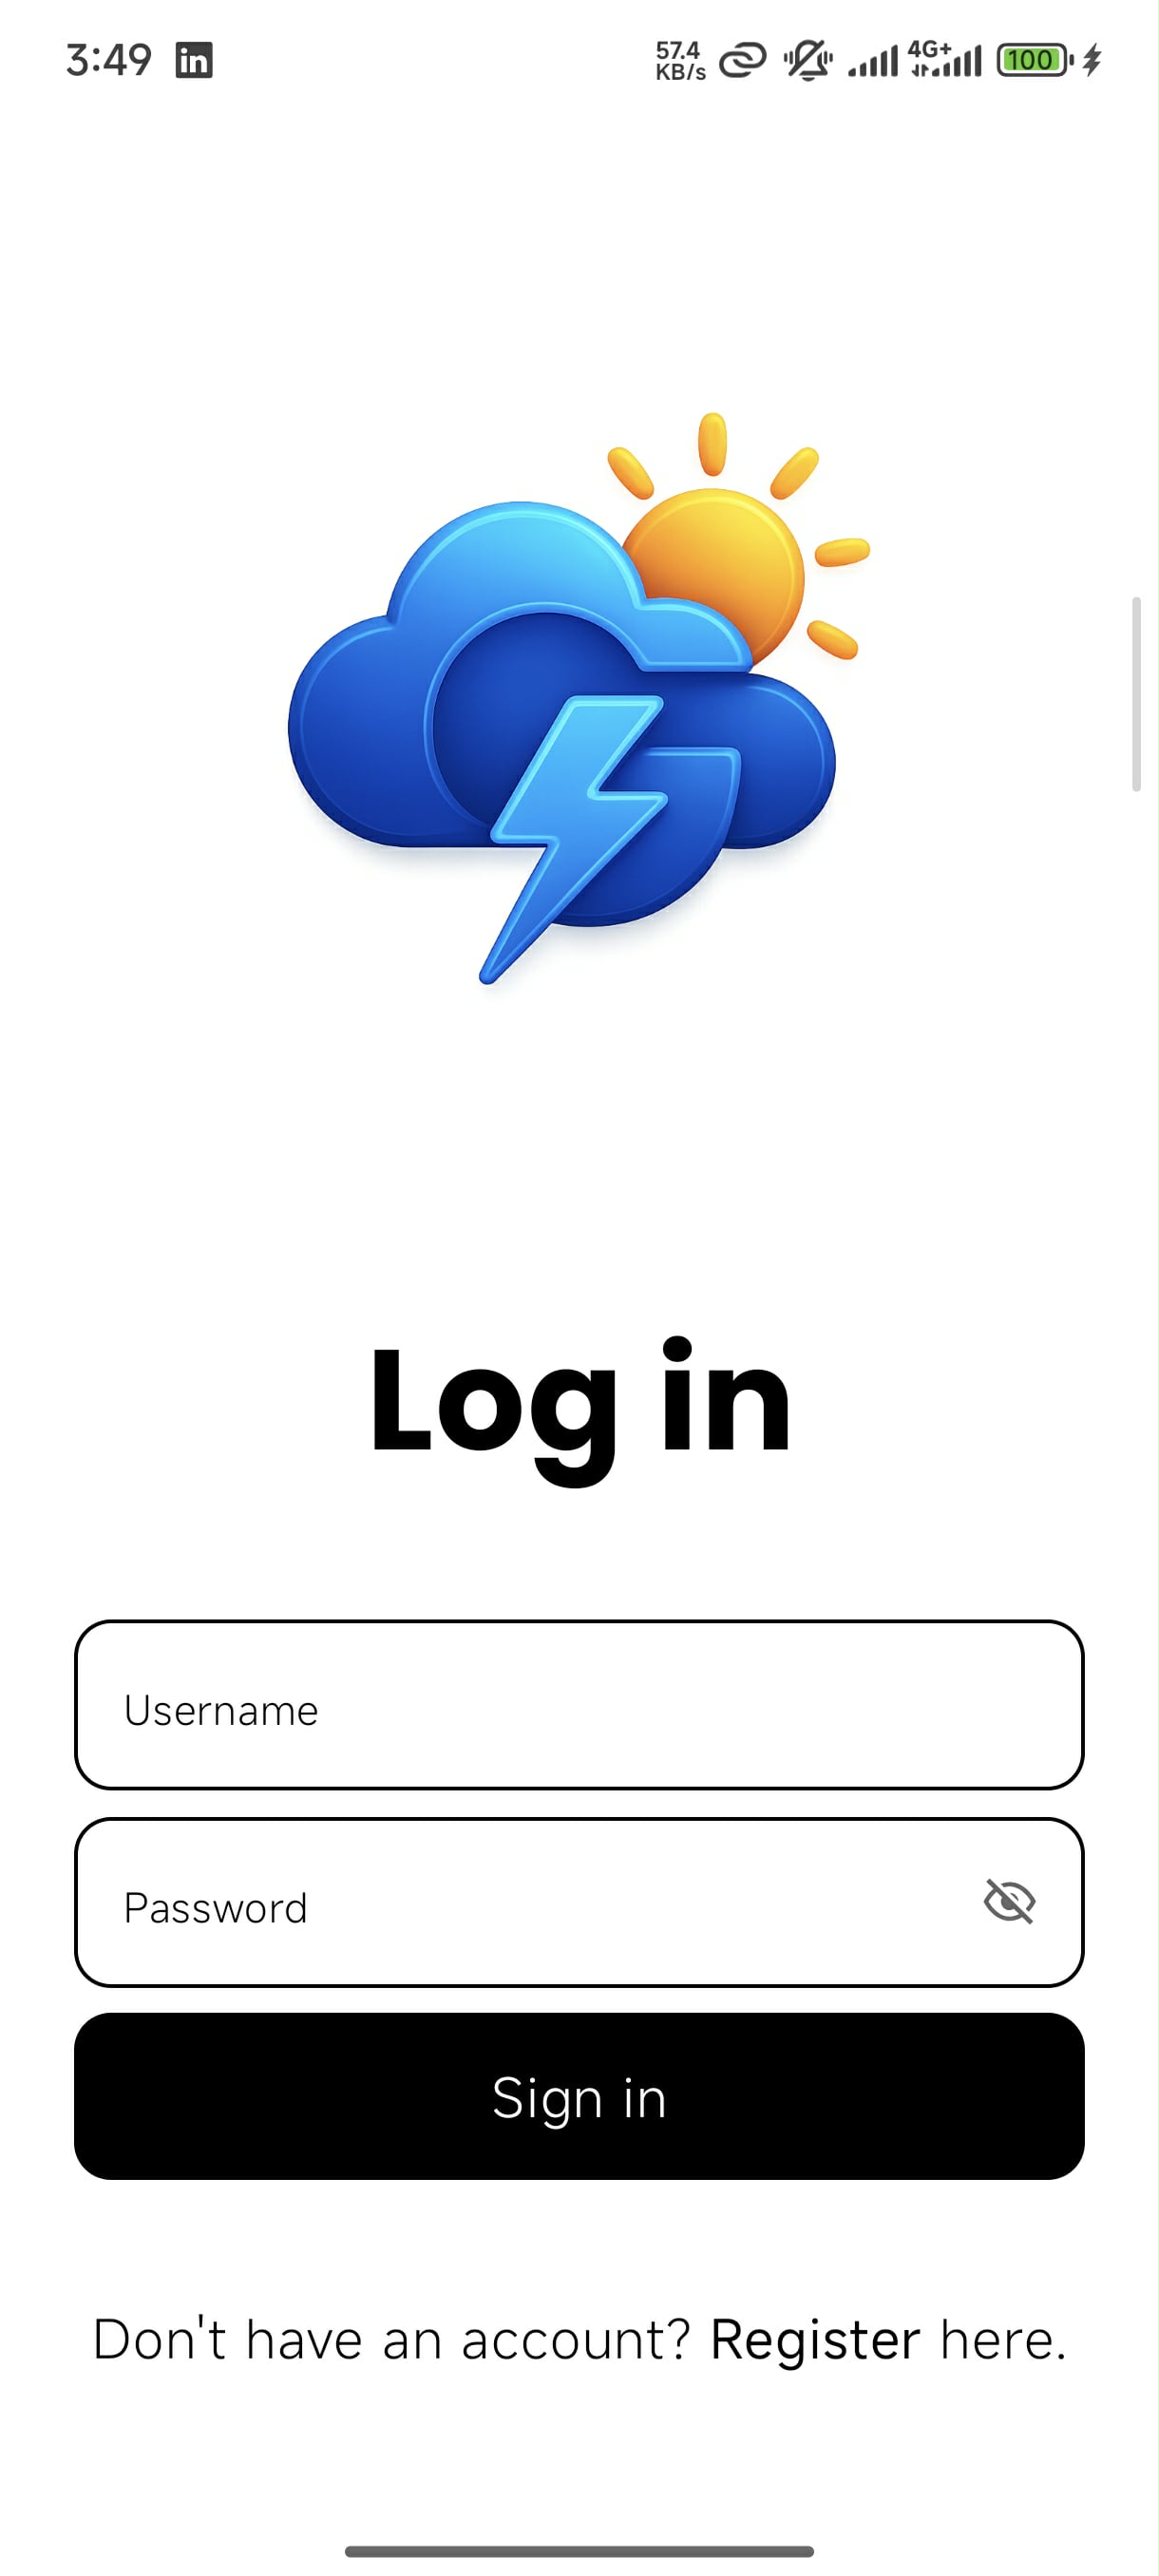 3:49 in 57.4 KB/s 4G+ 100
Log in
Username
Password
Sign in
Don't have an account? Register here.